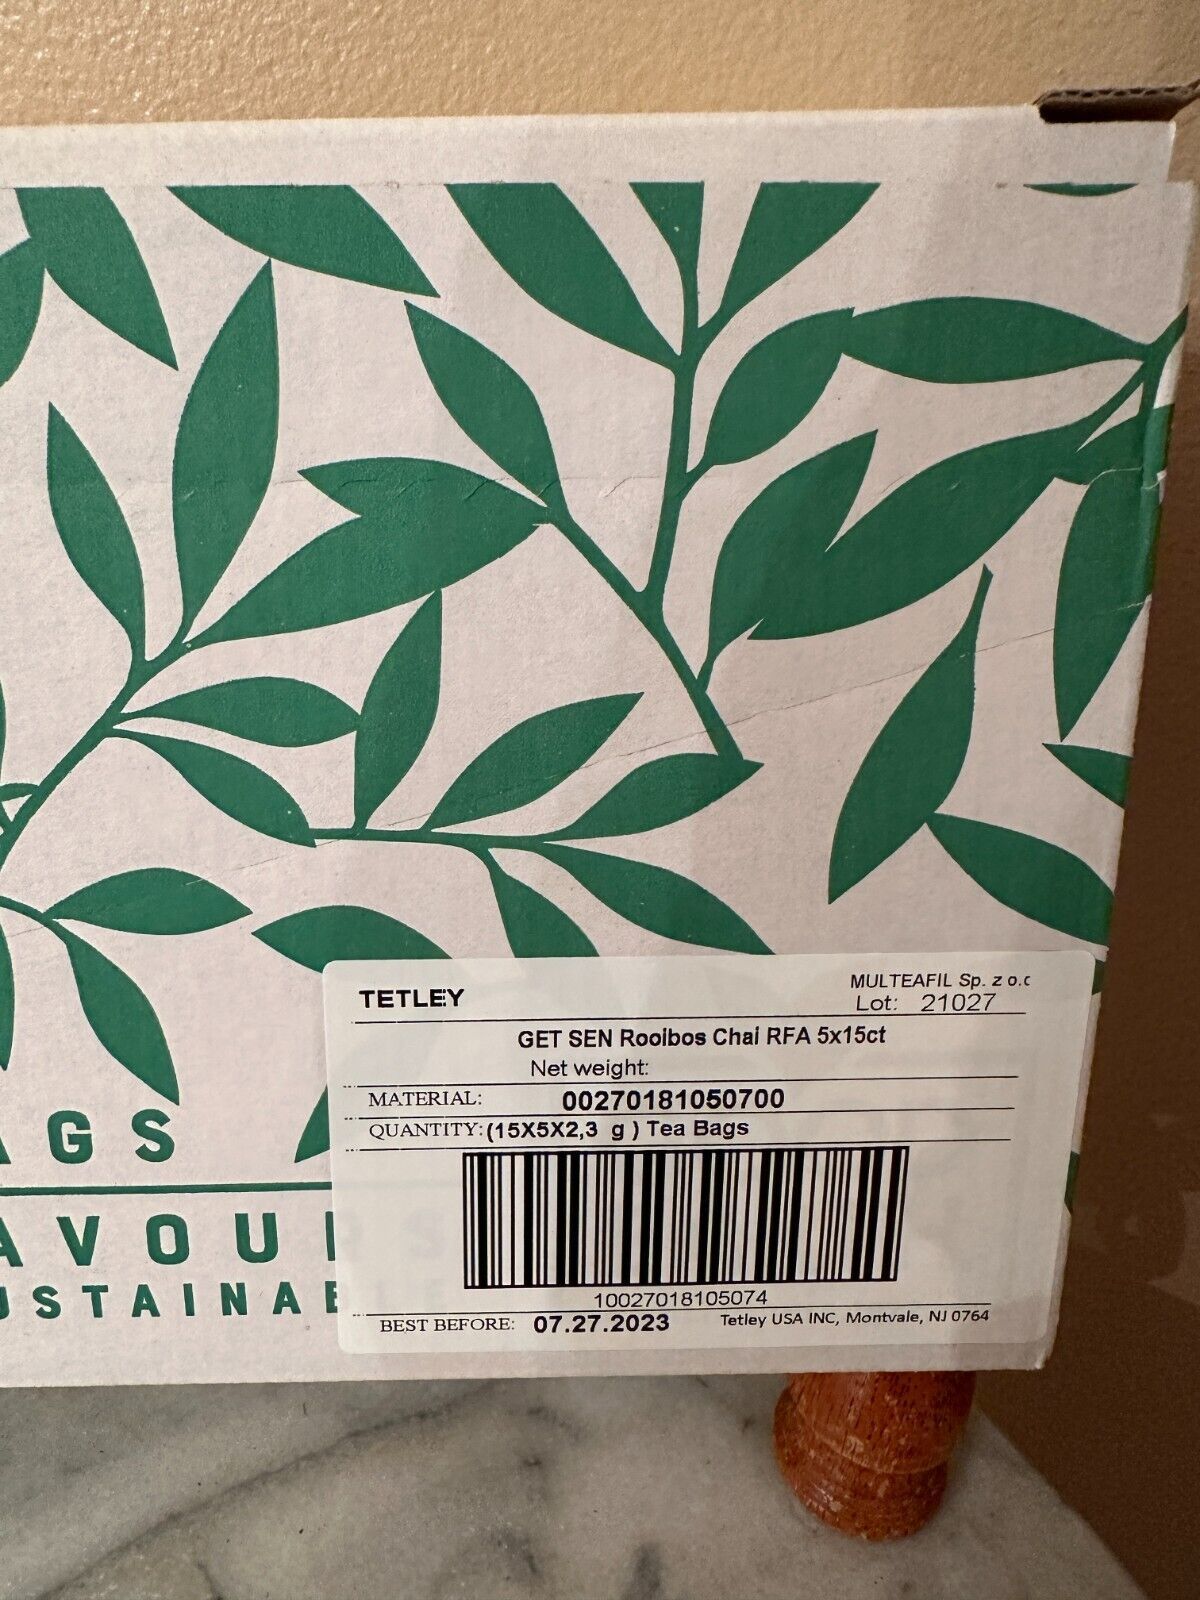 TETLEY
MULTEAFIL Sp. z o.c
Lot: 21027
GET SEN Rooibos Chai RFA 5x15ct
Net weight:
MATERIAL: 00270181050700
QUANTITY: (15X5X2,3 g ) Tea Bags
10027018105074
BEST BEFORE: 07.27.2023
Tetley USA INC, Montvale, NJ 0764
AGS
AVOUR
USTAINAB